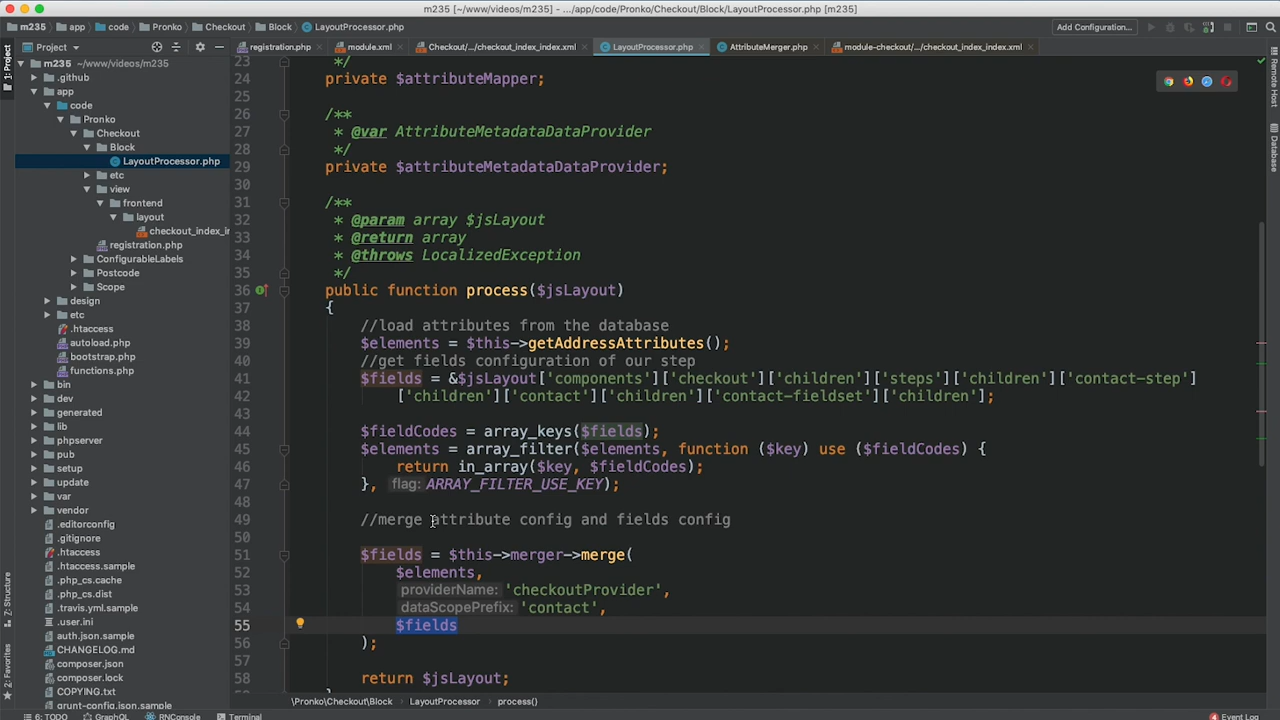 m235 [~/www/videos/m235] - .../app/code/Pronko/Checkout/Block/LayoutProcessor.php [m235]
m235 > app > code > Pronko > Checkout > Block > LayoutProcessor.php
Add Configuration...
Project
registration.php
module.xml
Checkout/.../checkout_index_index.xml
LayoutProcessor.php
AttributeMerger.php
module-checkout/.../checkout_index_index.xml
1: Project
7: Structure
2: Favorites
Remote Host
Database
m235 ~/www/videos/m235
.github
app
code
Pronko
Checkout
Block
LayoutProcessor.php
etc
view
frontend
layout
checkout_index_i
registration.php
ConfigurableLabels
Postcode
Scope
design
etc
.htaccess
autoload.php
bootstrap.php
functions.php
bin
dev
generated
lib
phpserver
pub
setup
update
var
vendor
.editorconfig
.gitignore
.htaccess
.htaccess.sample
.php_cs.cache
.php_cs.dist
.travis.yml.sample
.user.ini
auth.json.sample
CHANGELOG.md
composer.json
composer.lock
COPYING.txt
grunt-config.json.sample
23 */
24 private $attributeMapper;
25
26 /**
27 * @var AttributeMetadataDataProvider
28 */
29 private $attributeMetadataDataProvider;
30
31 /**
32 * @param array $jsLayout
33 * @return array
34 * @throws LocalizedException
35 */
36 public function process($jsLayout)
37 {
38 //load attributes from the database
39 $elements = $this->getAddressAttributes();
40 //get fields configuration of our step
41 $fields = &$jsLayout['components']['checkout']['children']['steps']['children']['contact-step']
42 ['children']['contact']['children']['contact-fieldset']['children'];
43
44 $fieldCodes = array_keys($fields);
45 $elements = array_filter($elements, function ($key) use ($fieldCodes) {
46 return in_array($key, $fieldCodes);
47 }, flag: ARRAY_FILTER_USE_KEY);
48
49 //merge attribute config and fields config
50
51 $fields = $this->merger->merge(
52 $elements,
53 providerName: 'checkoutProvider',
54 dataScopePrefix: 'contact',
55 $fields
56 );
57
58 return $jsLayout;
\Pronko\Checkout\Block > LayoutProcessor > process()
6: TODO
GraphQL
RNConsole
Terminal
4 Event Log